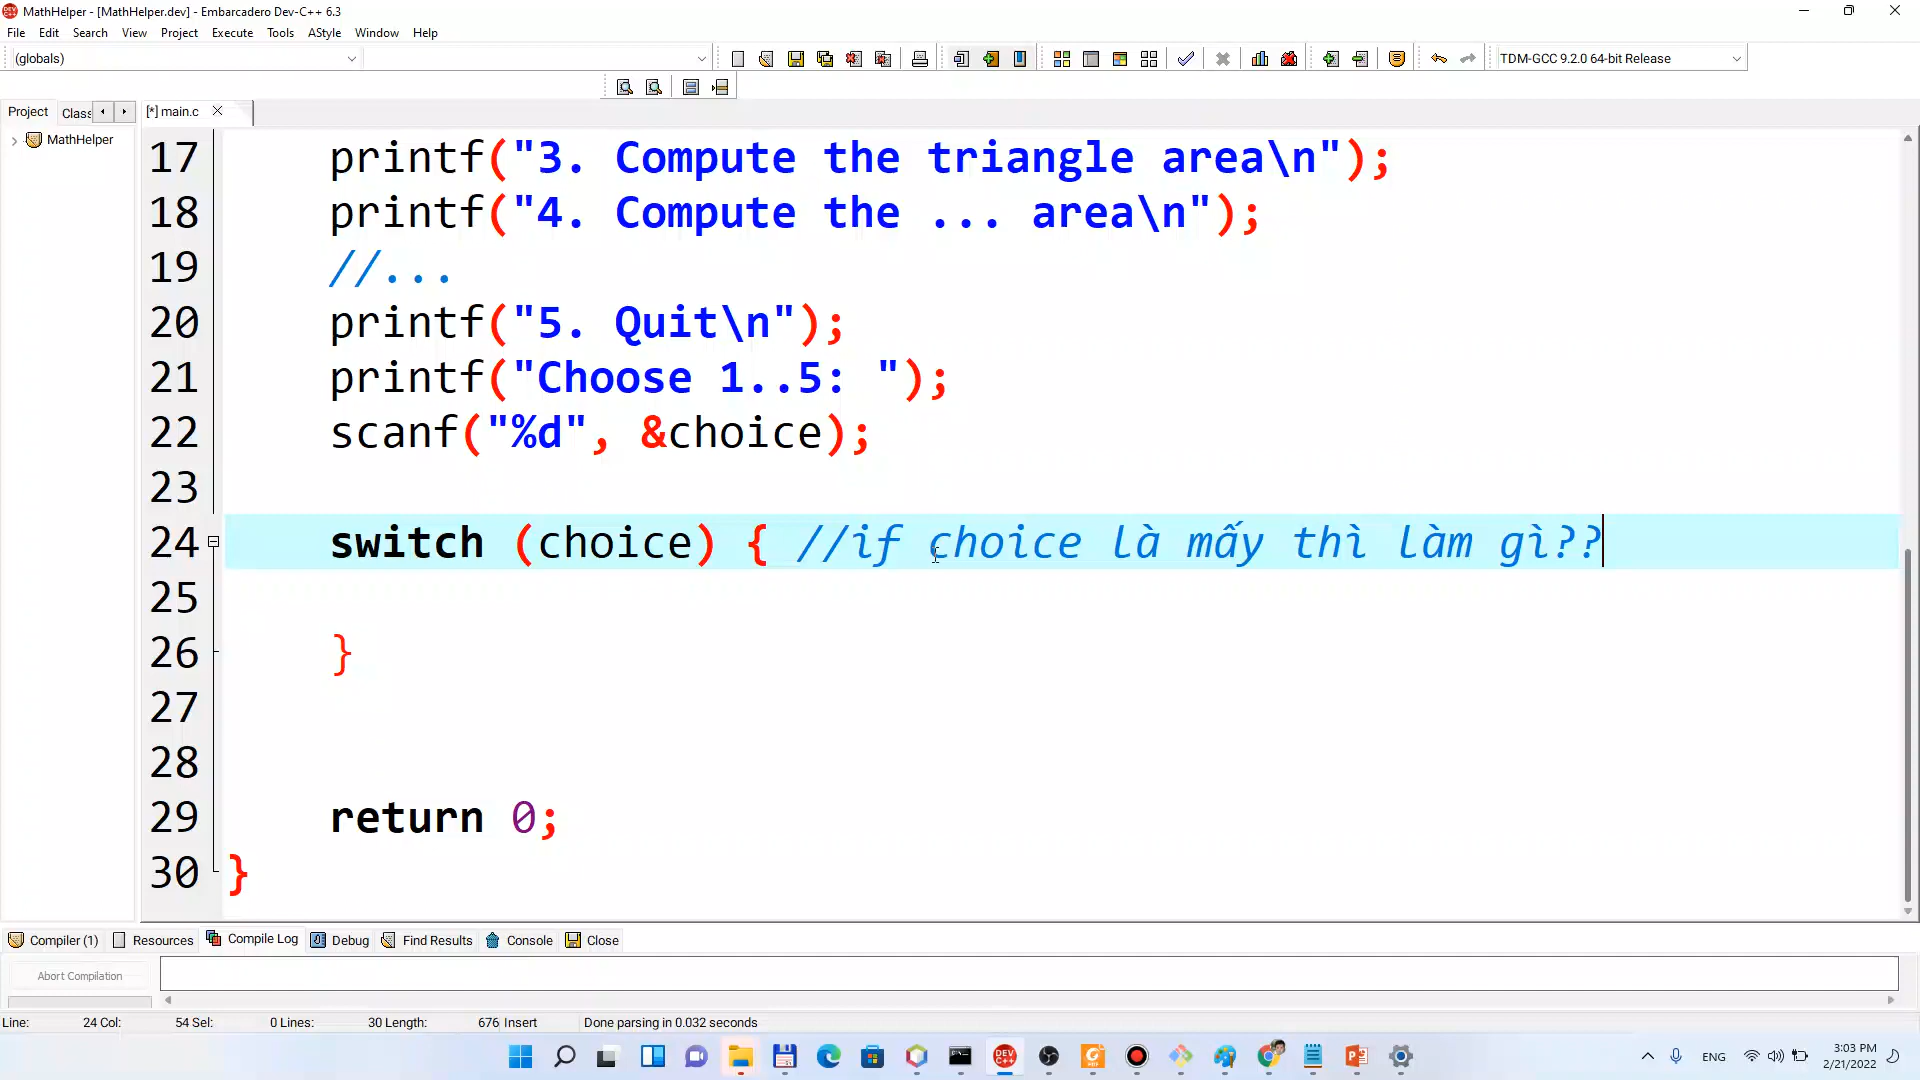 MathHelper - [MathHelper.dev] - Embarcadero Dev-C++ 6.3
File Edit Search View Project Execute Tools AStyle Window Help
(globals)
TDM-GCC 9.2.0 64-bit Release
Project Class
[*] main.c
MathHelper
17 printf("3. Compute the triangle area\n");
18 printf("4. Compute the ... area\n");
19 //...
20 printf("5. Quit\n");
21 printf("Choose 1..5: ");
22 scanf("%d", &choice);
23
24 switch (choice) { //if choice là mấy thì làm gì??
25
26 }
27
28
29 return 0;
30 }
Compiler (1) Resources Compile Log Debug Find Results Console Close
Abort Compilation
Line: 24 Col: 54 Sel: 0 Lines: 30 Length: 676 Insert Done parsing in 0.032 seconds
DEV C++
ENG
3:03 PM
2/21/2022